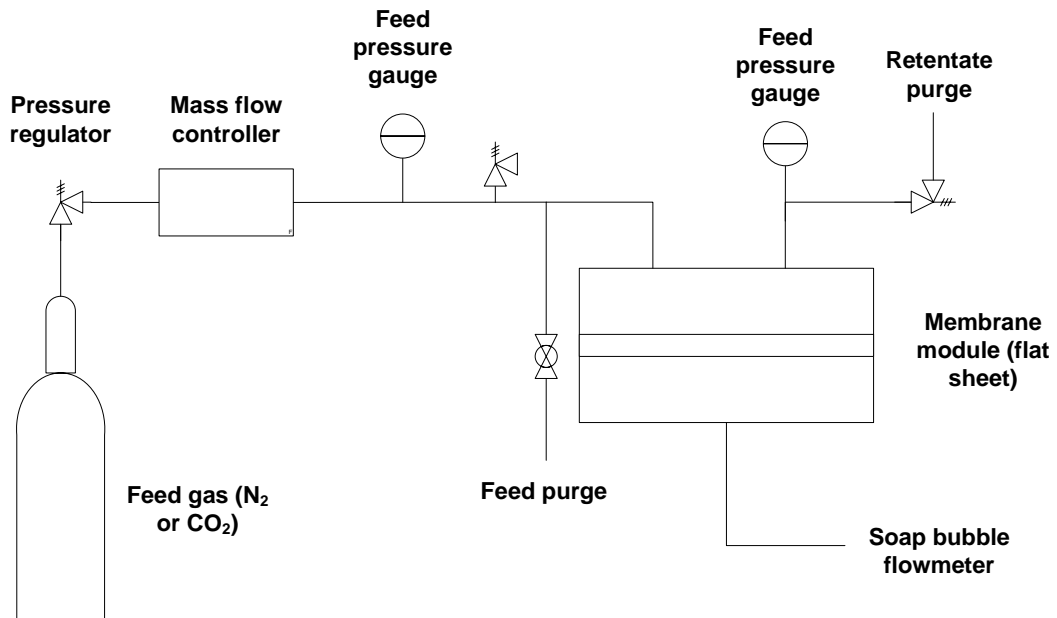 Feed
pressure
gauge
Feed
pressure
gauge
Retentate
purge
Pressure
regulator
Mass flow
controller
F
Membrane
module (flat
sheet)
Feed purge
Feed gas (N₂
or CO₂)
Soap bubble
flowmeter